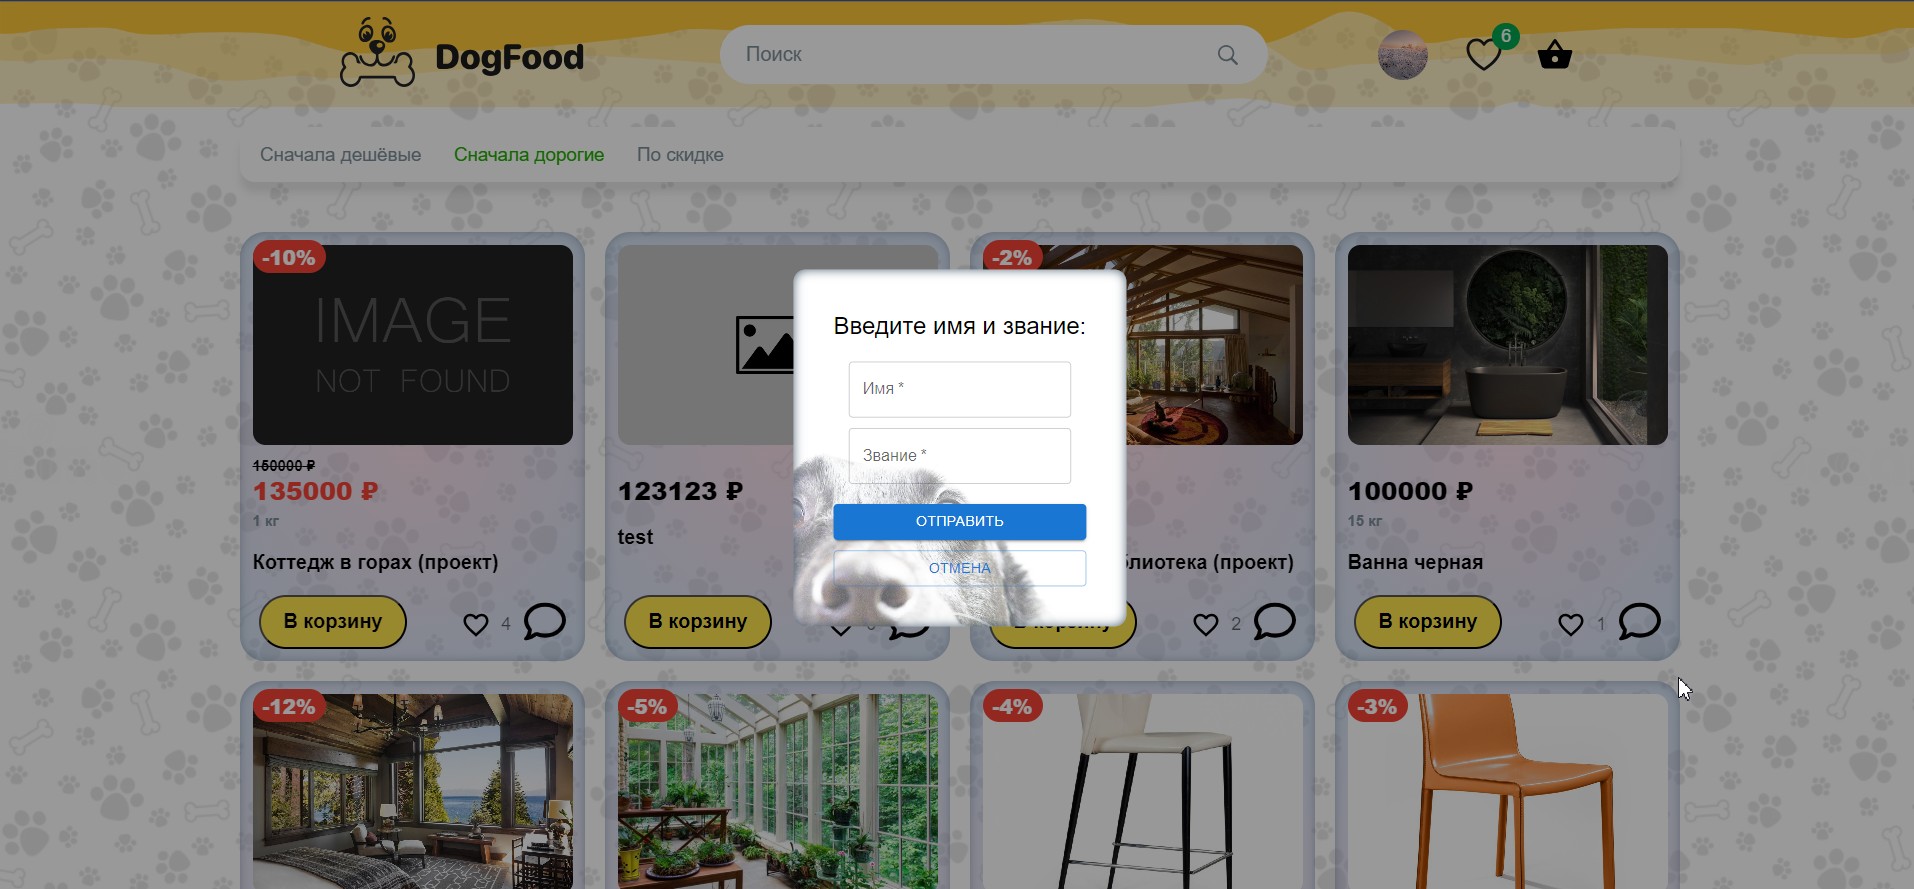 DogFood
Поиск
6
Сначала дешёвые Сначала дорогие По скидке
-10%
IMAGE
NOT FOUND
150000 ₽
135000 ₽
1 кг
Коттедж в горах (проект)
В корзину 4
123123 ₽
test
В корзину
-2%
блиотека (проект)
В корзину 2
100000 ₽
15 кг
Ванна черная
В корзину 1
Введите имя и звание:
Имя *
Звание *
ОТПРАВИТЬ
ОТМЕНА
-12%
-5%
-4%
-3%